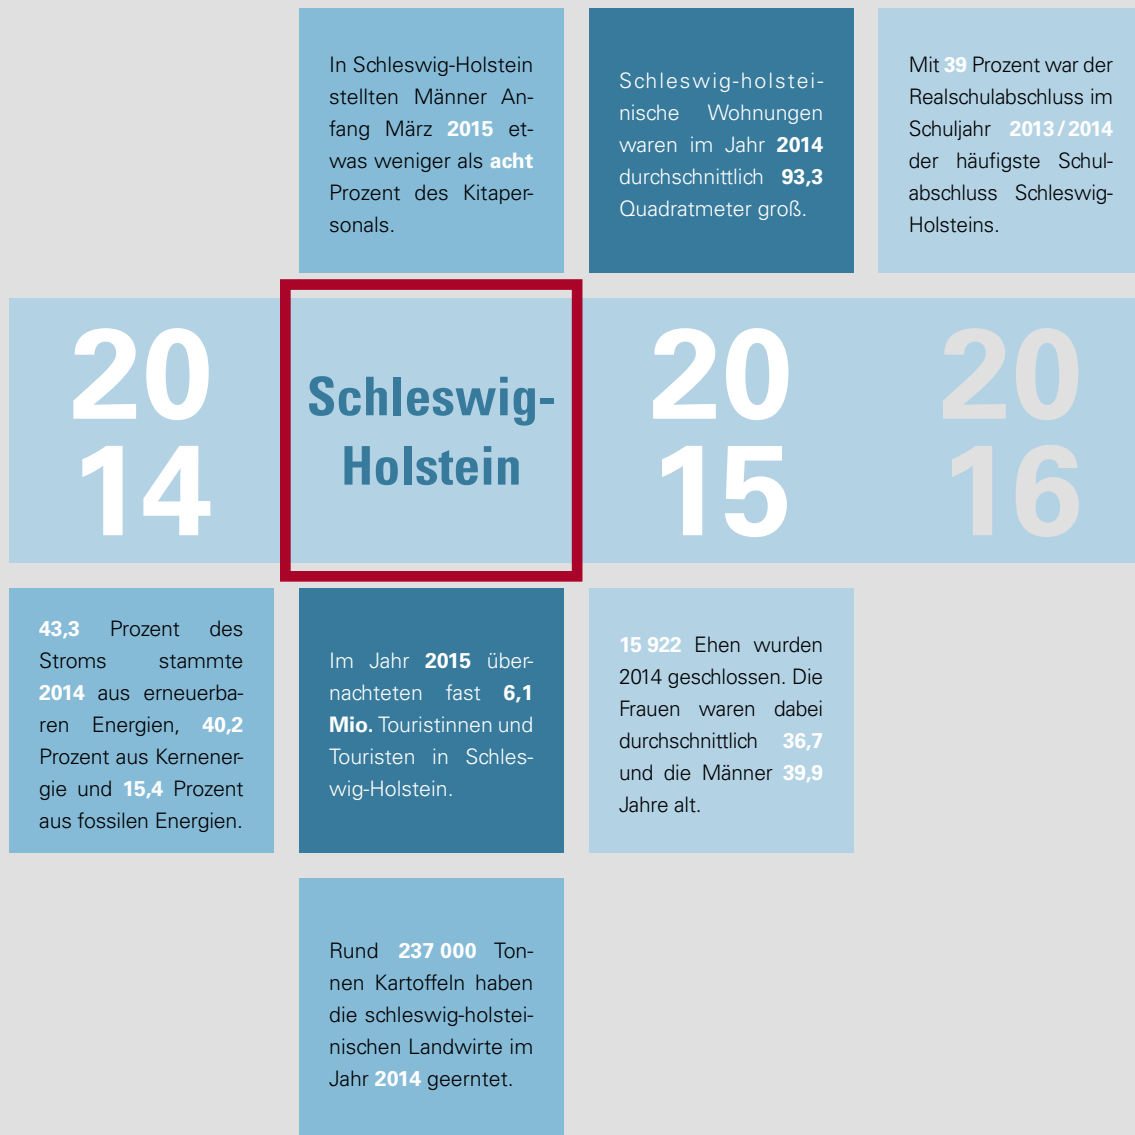 In Schleswig-Holstein
stellten Männer An-
fang März 2015 et-
was weniger als acht
Prozent des Kitaper-
sonals.
Schleswig-holstei-
nische Wohnungen
waren im Jahr 2014
durchschnittlich 93,3
Quadratmeter groß.
Mit 39 Prozent war der
Realschulabschluss im
Schuljahr 2013/2014
der häufigste Schul-
abschluss Schleswig-
Holsteins.
20
14
Schleswig-
Holstein
20
15
20
16
43,3 Prozent des
Stroms stammte
2014 aus erneuerba-
ren Energien, 40,2
Prozent aus Kernener-
gie und 15,4 Prozent
aus fossilen Energien.
Im Jahr 2015 über-
nachteten fast 6,1
Mio. Touristinnen und
Touristen in Schles-
wig-Holstein.
15 922 Ehen wurden
2014 geschlossen. Die
Frauen waren dabei
durchschnittlich 36,7
und die Männer 39,9
Jahre alt.
Rund 237 000 Ton-
nen Kartoffeln haben
die schleswig-holstei-
nischen Landwirte im
Jahr 2014 geerntet.